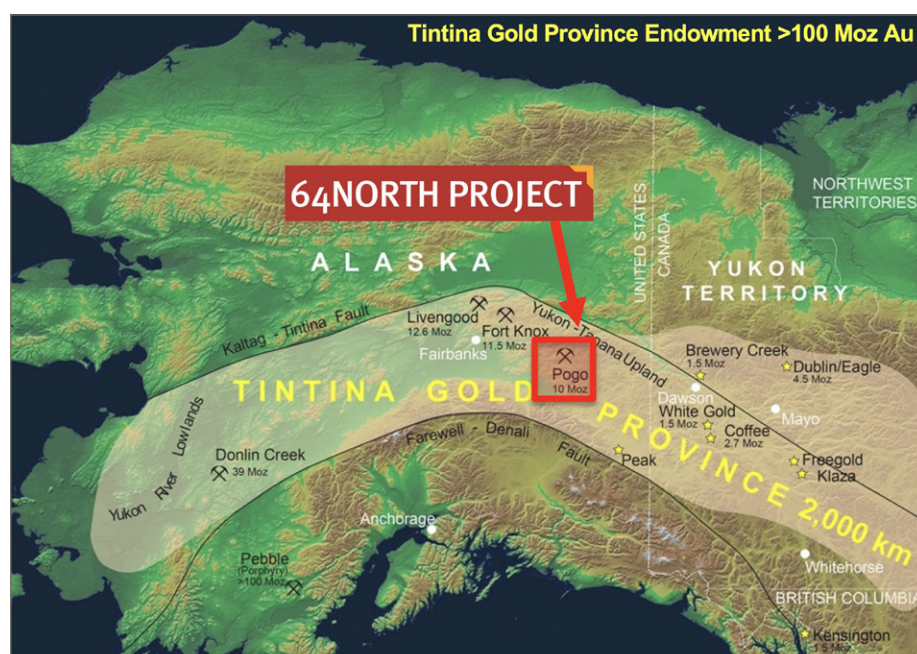 Tintina Gold Province Endowment >100 Moz Au
64NORTH PROJECT
NORTHWEST
TERRITORIES
UNITED STATES
CANADA
ALASKA
YUKON
TERRITORY
Kaltag - Tintina Fault
Livengood
12.6 Moz
Fort Knox
11.5 Moz
Fairbanks
Yukon -Tanana Upland
Pogo
10 Moz
Brewery Creek
1.5 Moz
Dublin/Eagle
4.5 Moz
Dawson
Mayo
White Gold
1.5 Moz
Coffee
2.7 Moz
TINTINA GOLD PROVINCE 2,000 km
Yukon River Lowlands
Donlin Creek
39 Moz
Farewell - Denali Fault
Peak
Freegold
Klaza
Anchorage
Pebble
(Porphyry)
>100 Moz
Whitehorse
BRITISH COLUMBIA
Kensington
1.5 Moz